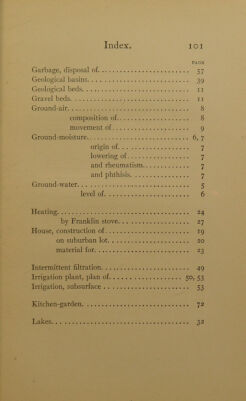 Index. 101
PAGE
Garbage, disposal of. . . . . . . . . . . . . . . . . . . . . . . . 57
Geological basins. . . . . . . . . . . . . . . . . . . . . . . . . . 39
Geological beds. . . . . . . . . . . . . . . . . . . . . . . . . . . . 11
Gravel beds. . . . . . . . . . . . . . . . . . . . . . . . . . . . . . . 11
Ground-air. . . . . . . . . . . . . . . . . . . . . . . . . . . . . . . . 8
composition of. . . . . . . . . . . . . . . . . . . . . . 8
movement of. . . . . . . . . . . . . . . . . . . . . . . 9
Ground-moisture. . . . . . . . . . . . . . . . . . . . . . . . . . 6, 7
origin of. . . . . . . . . . . . . . . . . . . . . 7
lowering of. . . . . . . . . . . . . . . . . . 7
and rheumatism. . . . . . . . . . . . . 7
and phthisis. . . . . . . . . . . . . . . . . 7
Ground-water. . . . . . . . . . . . . . . . . . . . . . . . . . . . . 5
level of. . . . . . . . . . . . . . . . . . . . . . . . . 6
Heating. . . . . . . . . . . . . . . . . . . . . . . . . . . . . . . . . . . 24
by Franklin stove. . . . . . . . . . . . . . . . . . . . 27
House, construction of. . . . . . . . . . . . . . . . . . . . . . 19
on suburban lot. . . . . . . . . . . . . . . . . . . . . . 20
material for. . . . . . . . . . . . . . . . . . . . . . . . . 23
Intermittent filtration. . . . . . . . . . . . . . . . . . . . . . . 49
Irrigation plant, plan of. . . . . . . . . . . . . . . . . . . 50, 53
Irrigation, subsurface . . . . . . . . . . . . . . . . . . . . . . . 53
Kitchen-garden. . . . . . . . . . . . . . . . . . . . . . . . . . . . 72
Lakes. . . . . . . . . . . . . . . . . . . . . . . . . . . . . . . . . . . . . 32